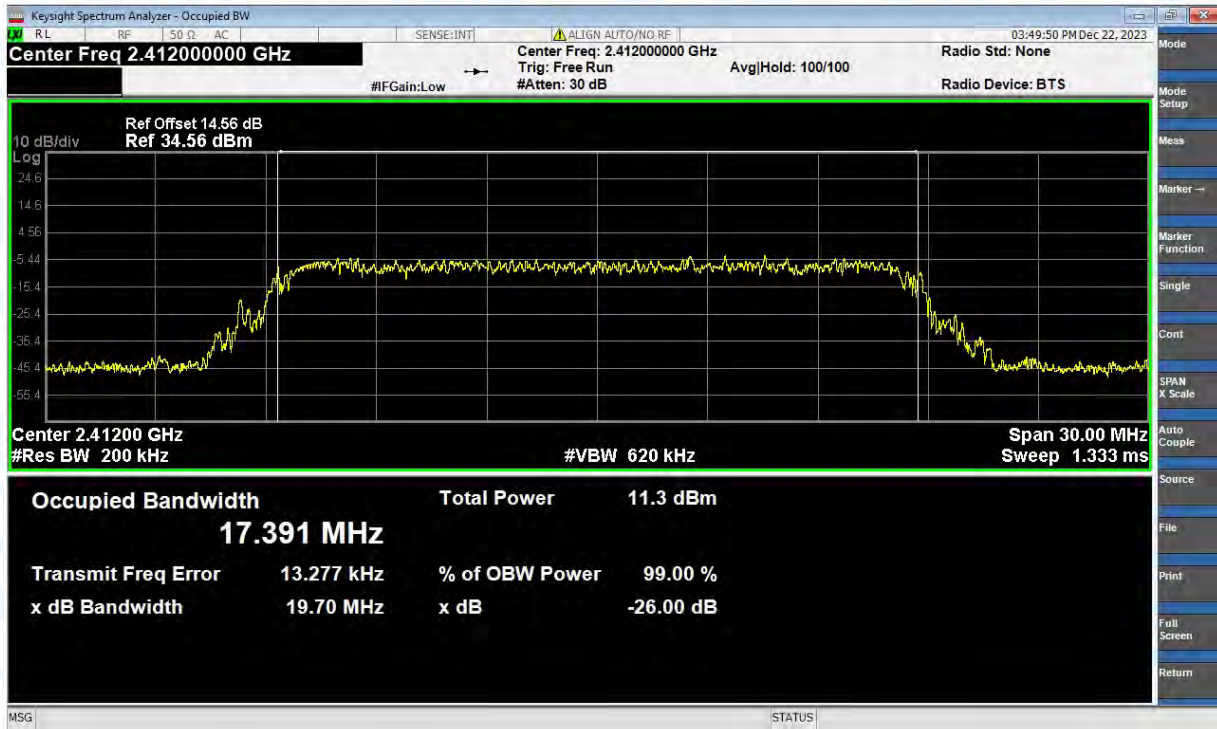 Keysight Spectrum Analyzer - Occupied BW
LXI RL RF 50 Ω AC SENSE:INT ALIGN AUTO/NO RF 03:49:50 PM Dec 22, 2023
Center Freq 2.412000000 GHz
Center Freq: 2.412000000 GHz Radio Std: None
Trig: Free Run Avg|Hold: 100/100
#IFGain:Low #Atten: 30 dB Radio Device: BTS
Ref Offset 14.56 dB
10 dB/div Ref 34.56 dBm
Log
24.6
14.6
4.56
-5.44
-15.4
-25.4
-35.4
-45.4
-55.4
Center 2.41200 GHz Span 30.00 MHz
#Res BW 200 kHz #VBW 620 kHz Sweep 1.333 ms
Occupied Bandwidth Total Power 11.3 dBm
17.391 MHz
Transmit Freq Error 13.277 kHz % of OBW Power 99.00 %
x dB Bandwidth 19.70 MHz x dB -26.00 dB
MSG STATUS
Mode
Mode
Setup
Meas
Marker →
Marker
Function
Single
Cont
SPAN
X Scale
Auto
Couple
Source
File
Print
Full
Screen
Return